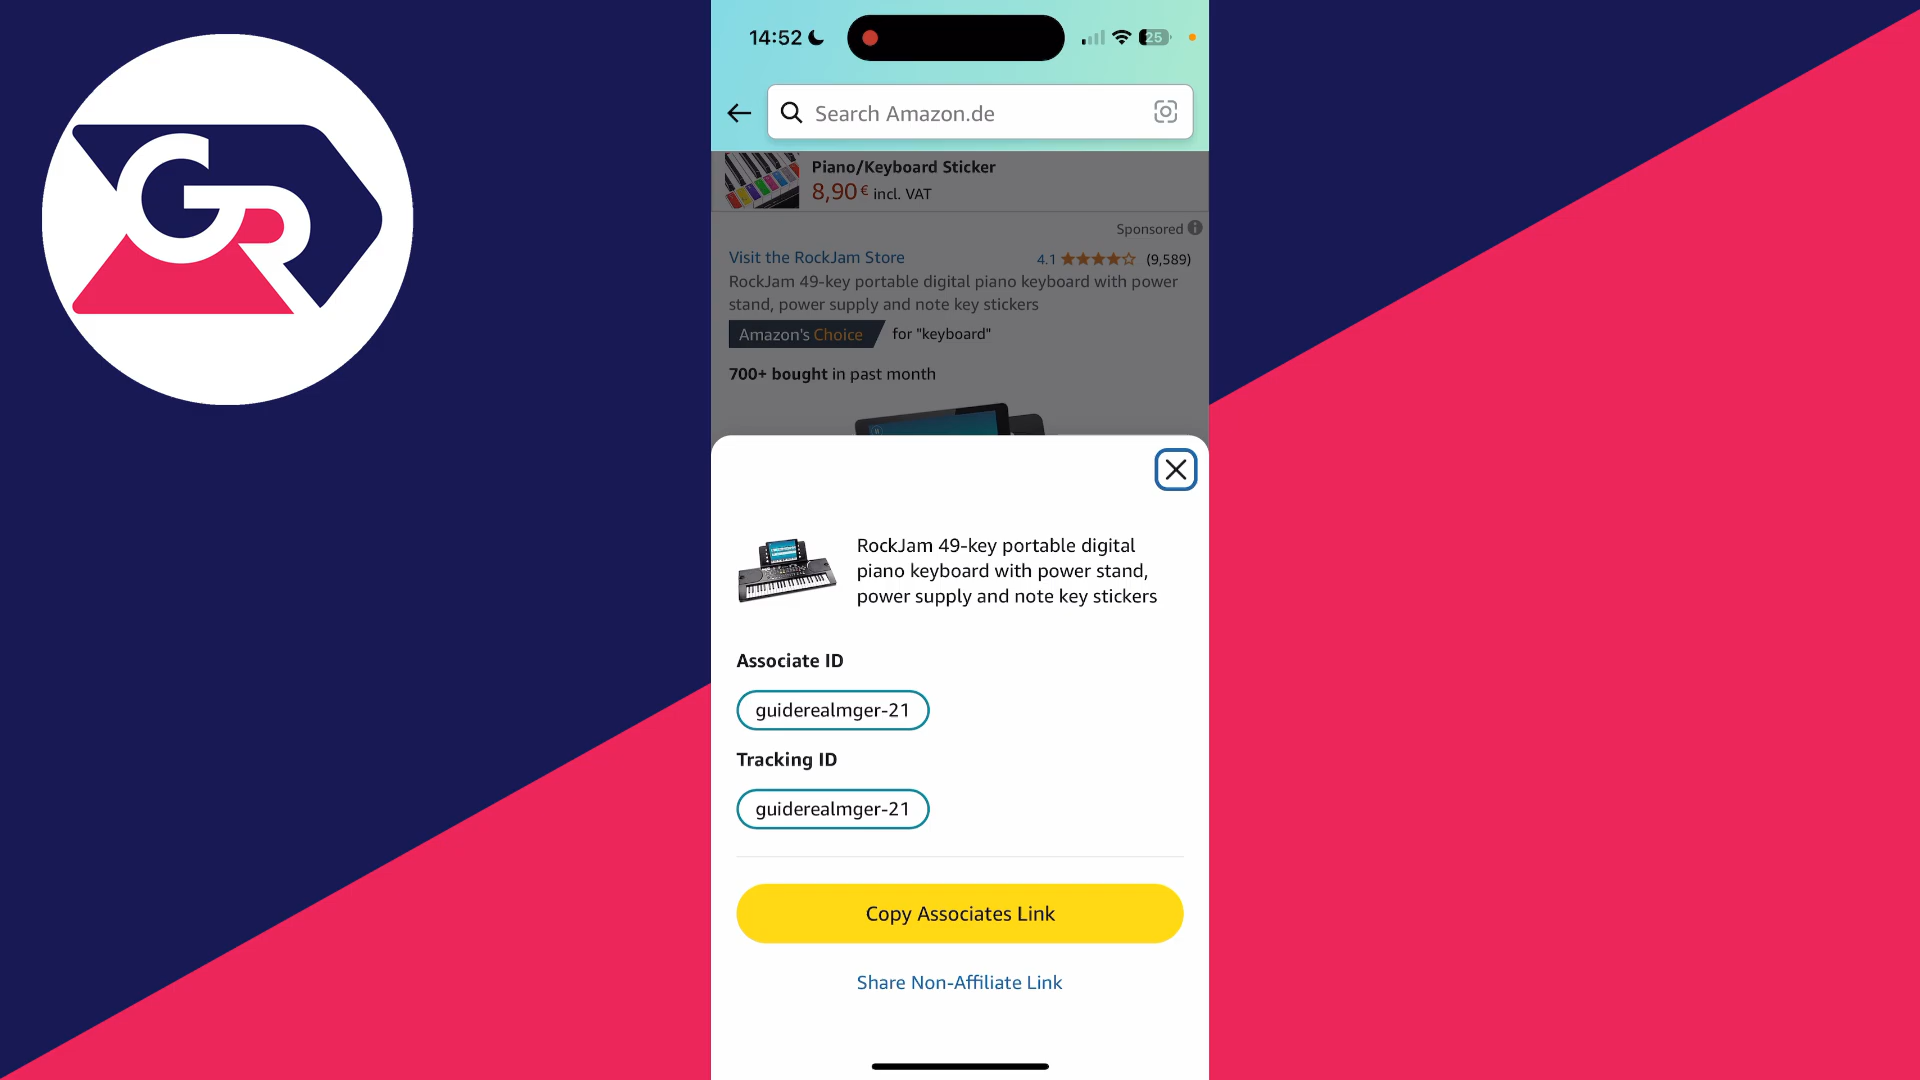 GR
14:52
25
Search Amazon.de
Piano/Keyboard Sticker
8,90 € incl. VAT
Sponsored
Visit the RockJam Store 4.1 (9,589)
RockJam 49-key portable digital piano keyboard with power
stand, power supply and note key stickers
Amazon's Choice for "keyboard"
700+ bought in past month
RockJam 49-key portable digital
piano keyboard with power stand,
power supply and note key stickers
Associate ID
guiderealmger-21
Tracking ID
guiderealmger-21
Copy Associates Link
Share Non-Affiliate Link